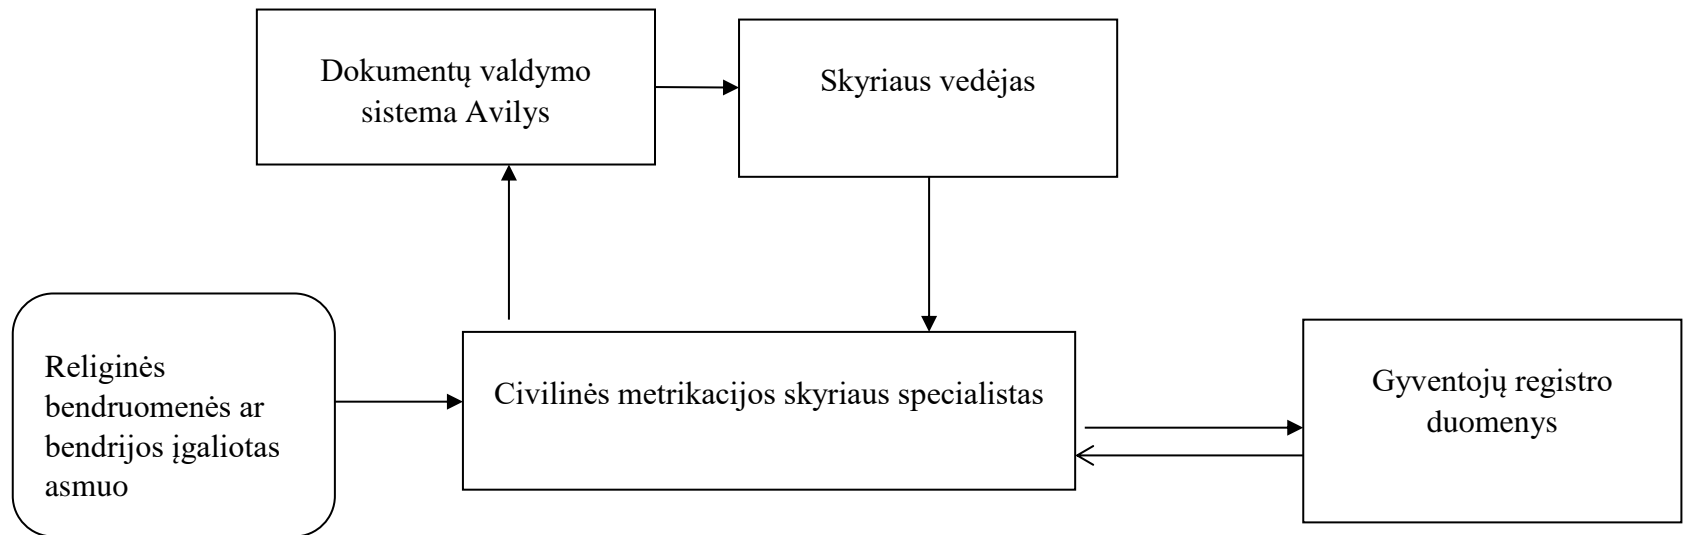 Dokumentų valdymo
sistema Avilys
Skyriaus vedėjas
Religinės
bendruomenės ar
bendrijos įgaliotas
asmuo
Civilinės metrikacijos skyriaus specialistas
Gyventojų registro
duomenys